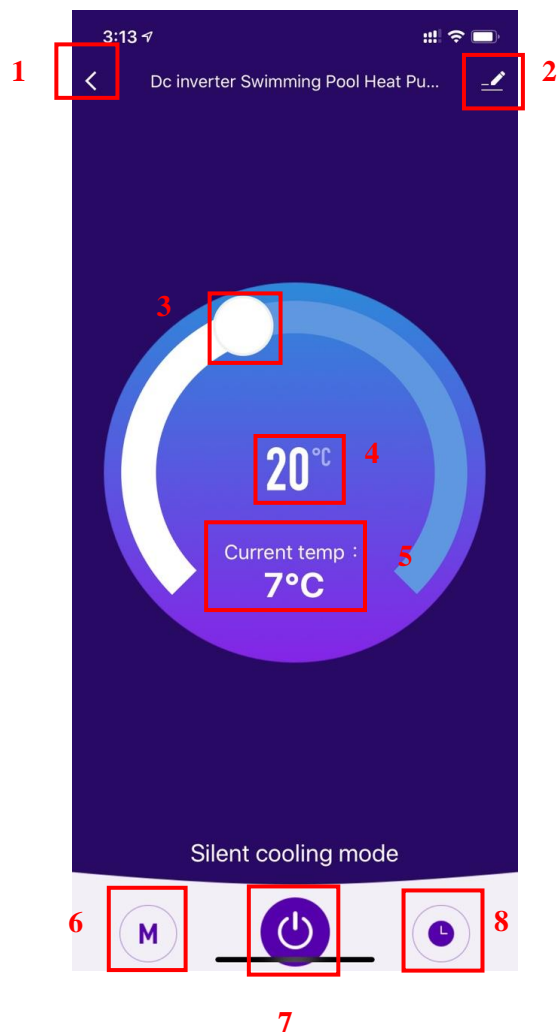 3:13
1
Dc inverter Swimming Pool Heat Pu...
2
3
20°C
4
Current temp :
5
7°C
Silent cooling mode
6
M
8
7